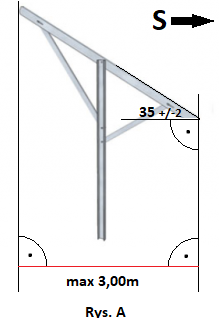 S
35 +/-2
max 3,00m
Rys. A